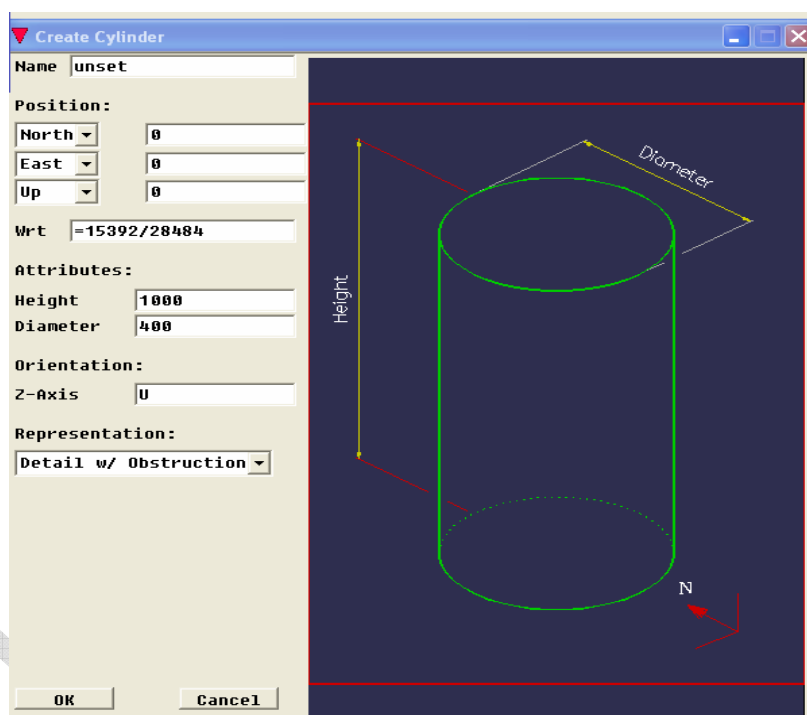 Create Cylinder
Name unset
Position:
North 0
East 0
Up 0
Wrt =15392/28484
Attributes:
Height 1000
Diameter 400
Orientation:
Z-Axis U
Representation:
Detail w/ Obstruction
OK Cancel
Diameter
Height
N